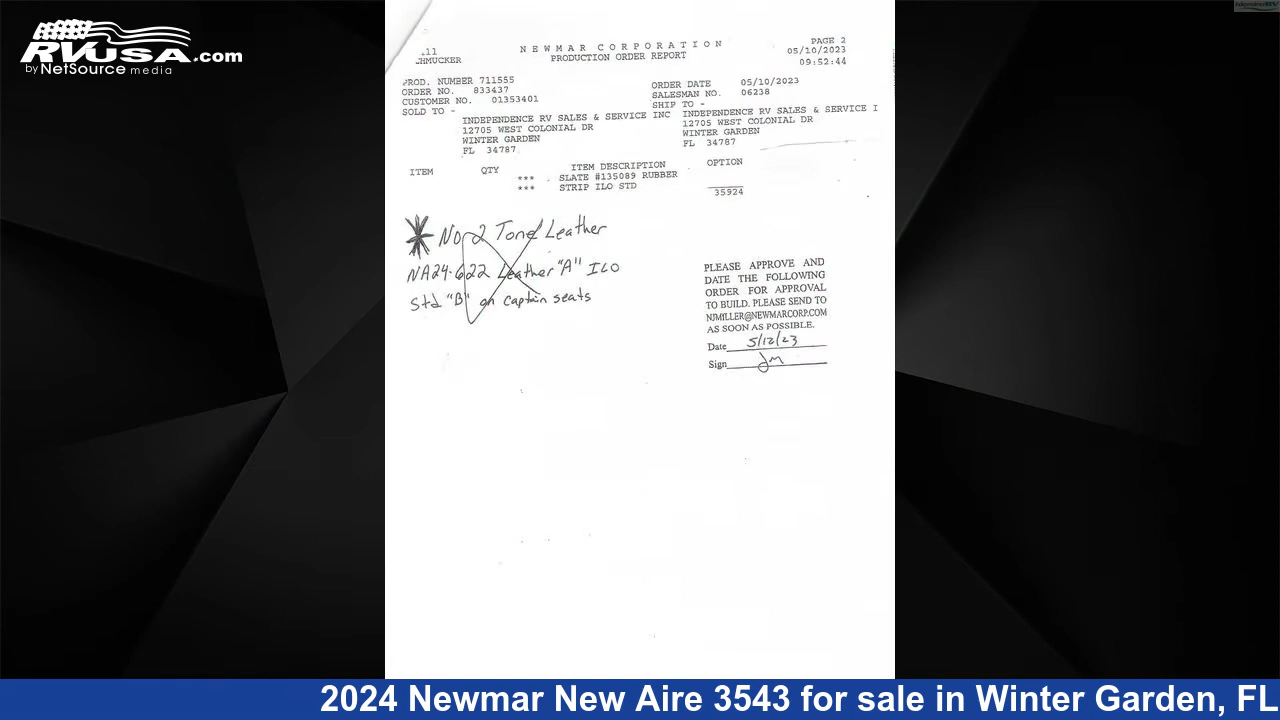 RVUSA.com
by NetSource media
IndependenceRV
11
HMUCKER
NEWMAR CORPORATION
PRODUCTION ORDER REPORT
PAGE 2
05/10/2023
09:52:44
PROD. NUMBER 711555
ORDER NO. 833437
CUSTOMER NO. 01353401
SOLD TO -
ORDER DATE 05/10/2023
SALESMAN NO. 06238
SHIP TO -
INDEPENDENCE RV SALES & SERVICE INC
12705 WEST COLONIAL DR
WINTER GARDEN
FL 34787
INDEPENDENCE RV SALES & SERVICE I
12705 WEST COLONIAL DR
WINTER GARDEN
FL 34787
ITEM QTY ITEM DESCRIPTION OPTION
*** SLATE #135089 RUBBER
*** STRIP ILO STD
35924
* No 2 Tone Leather
NA24-622 Leather "A" ILO
Std "B" on captain seats
PLEASE APPROVE AND
DATE THE FOLLOWING
ORDER FOR APPROVAL
TO BUILD. PLEASE SEND TO
NJMILLER@NEWMARCORP.COM
AS SOON AS POSSIBLE.
Date 5/12/23
Sign JM
2024 Newmar New Aire 3543 for sale in Winter Garden, FL